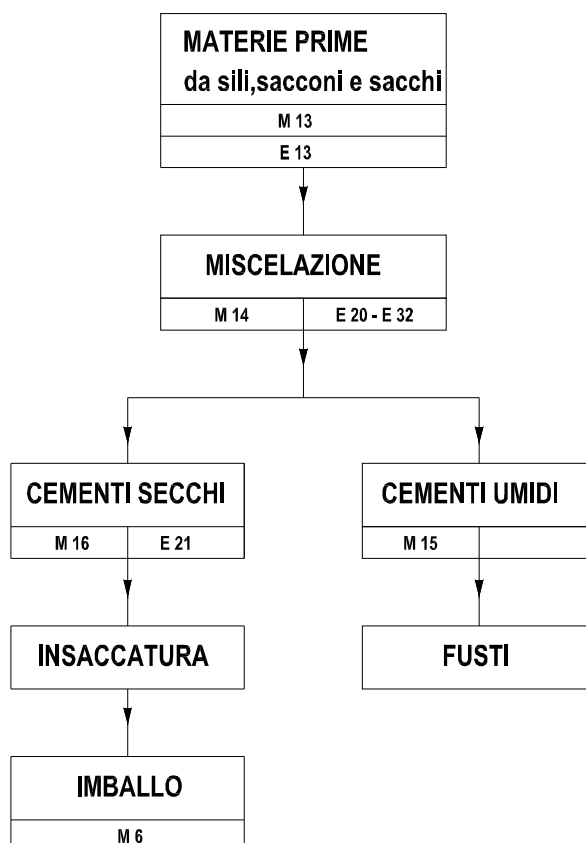 MATERIE PRIME
da sili,sacconi e sacchi
M 13
E 13
MISCELAZIONE
M 14 E 20 - E 32
CEMENTI SECCHI
M 16 E 21
CEMENTI UMIDI
M 15
INSACCATURA
FUSTI
IMBALLO
M 6